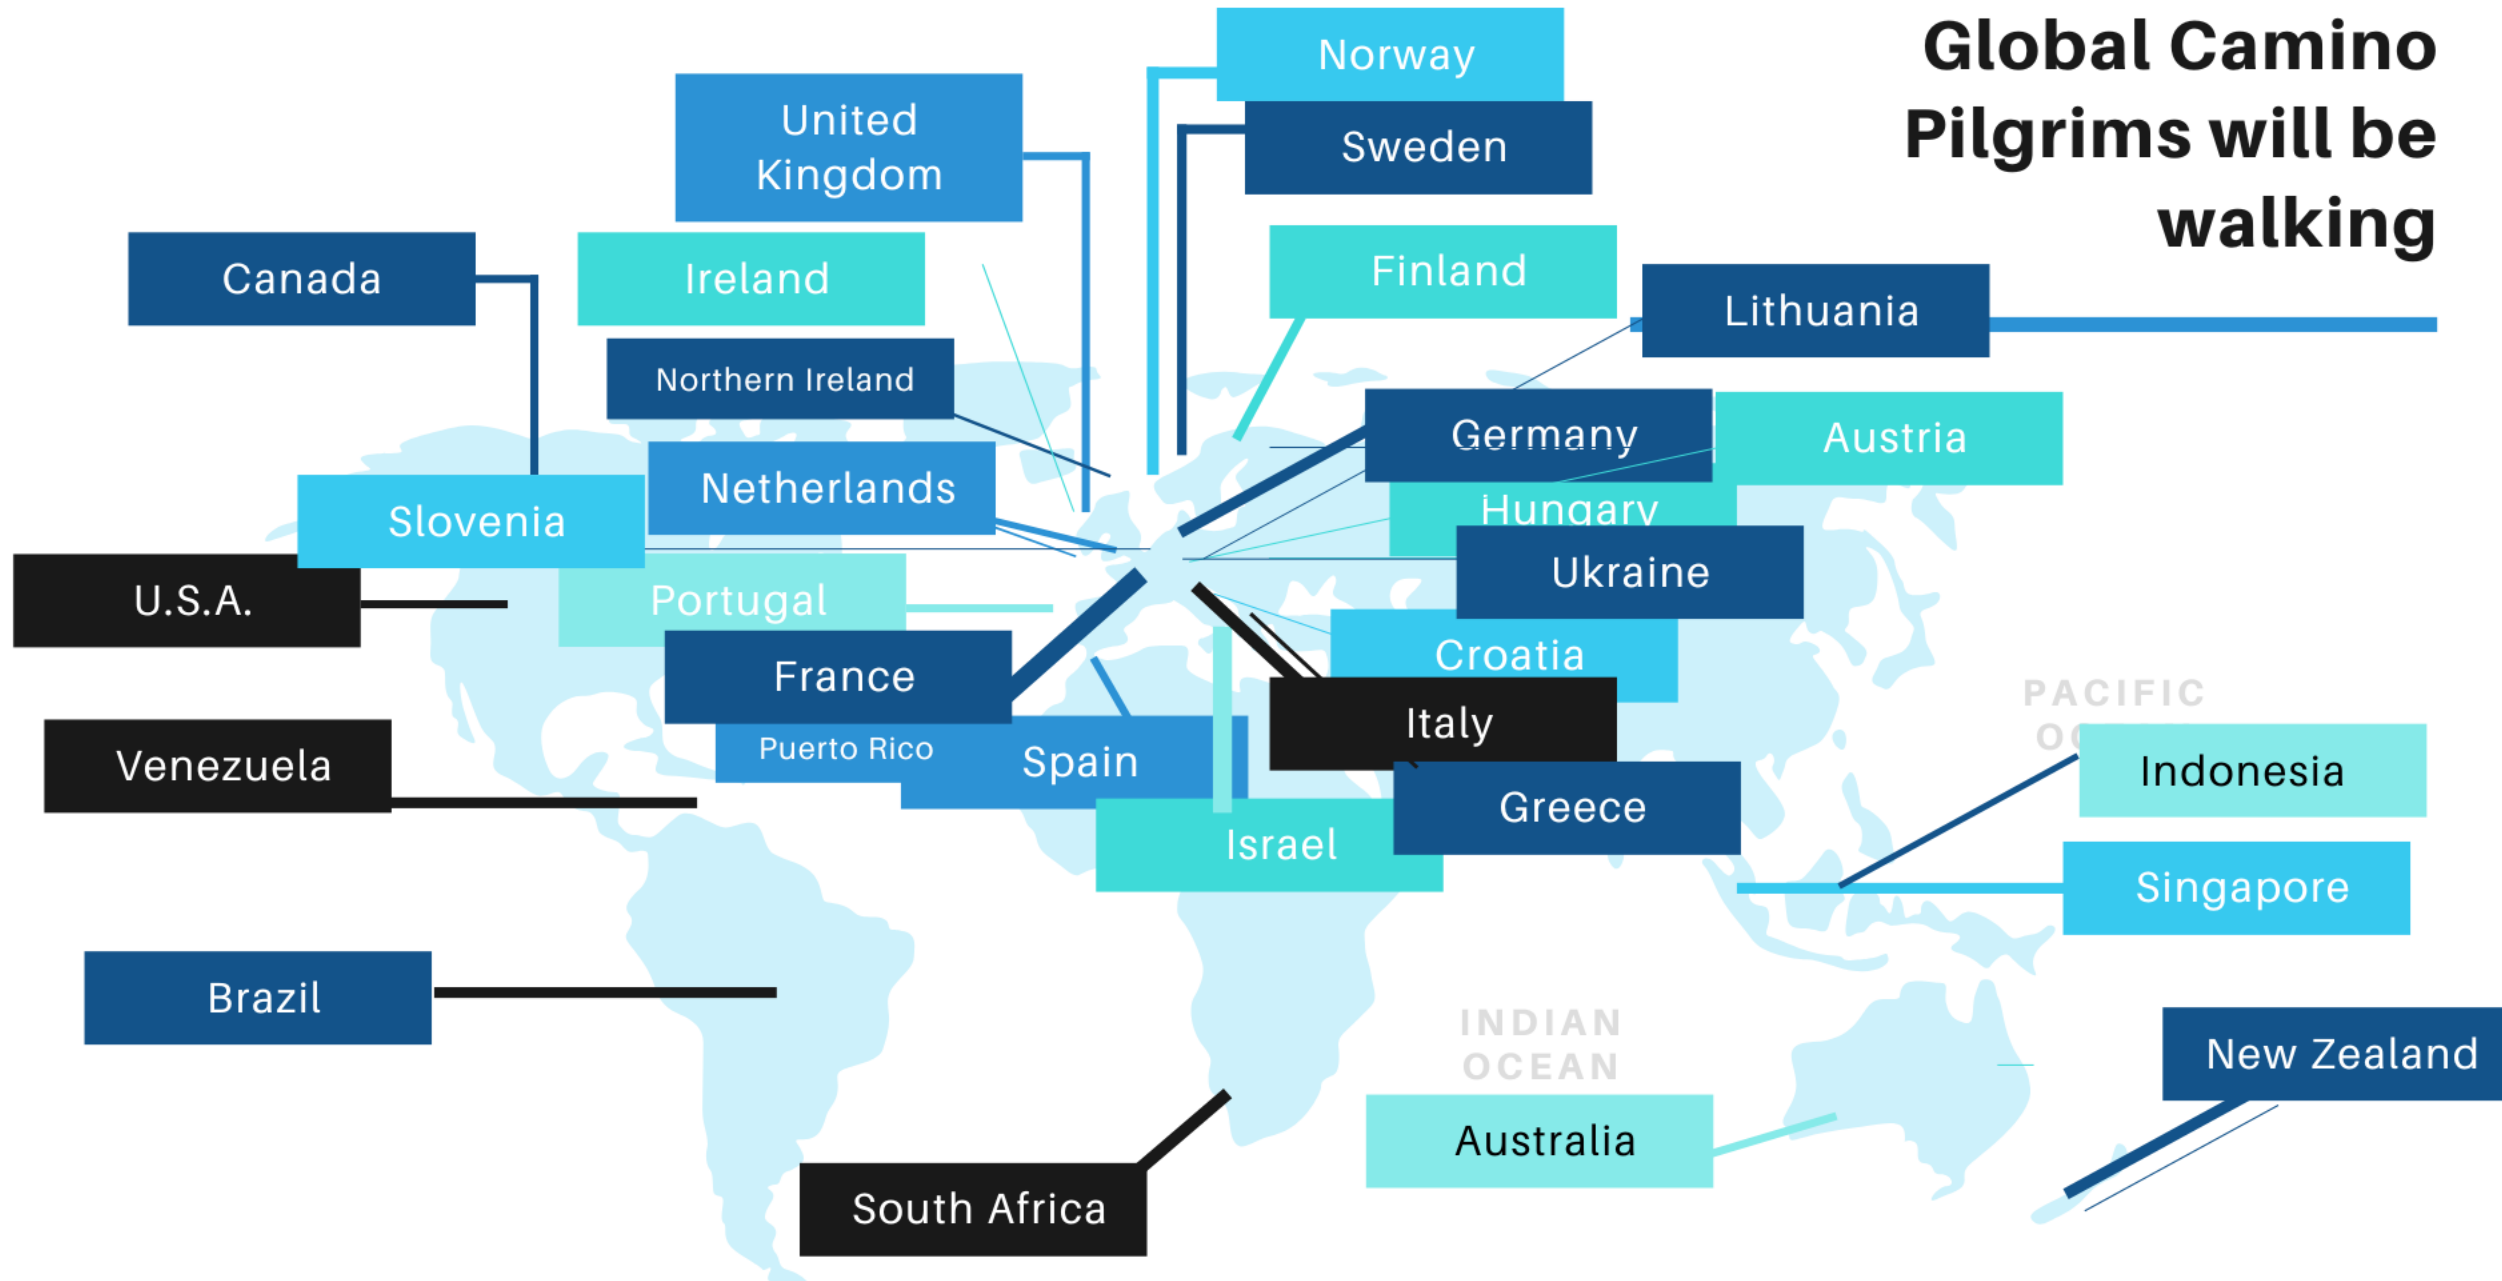 Global Camino
Pilgrims will be
walking
Norway
United
Kingdom
Sweden
Canada
Ireland
Finland
Lithuania
Northern Ireland
Germany
Austria
Netherlands
Slovenia
Hungary
Ukraine
U.S.A.
Portugal
Croatia
France
PACIFIC
Italy
Puerto Rico
Spain
Venezuela
Indonesia
Greece
Israel
Singapore
Brazil
INDIAN
OCEAN
New Zealand
Australia
South Africa